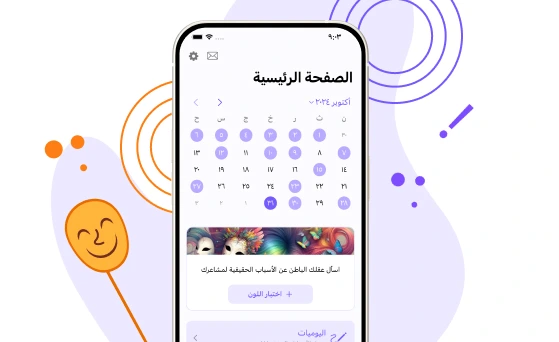 ٩:٠٣
الصفحة الرئيسية
أكتوبر ٢٠٢٤
ن ث ر خ ج س ح
٣٠ ١ ٢ ٣ ٤ ٥ ٦
٧ ٨ ٩ ١٠ ١١ ١٢ ١٣
١٤ ١٥ ١٦ ١٧ ١٨ ١٩ ٢٠
٢١ ٢٢ ٢٣ ٢٤ ٢٥ ٢٦ ٢٧
٢٨ ٢٩ ٣٠ ٣١ ١ ٢ ٣
اسأل عقلك الباطن عن الأسباب الحقيقية لمشاعرك
+ اختبار اللون
اليوميات